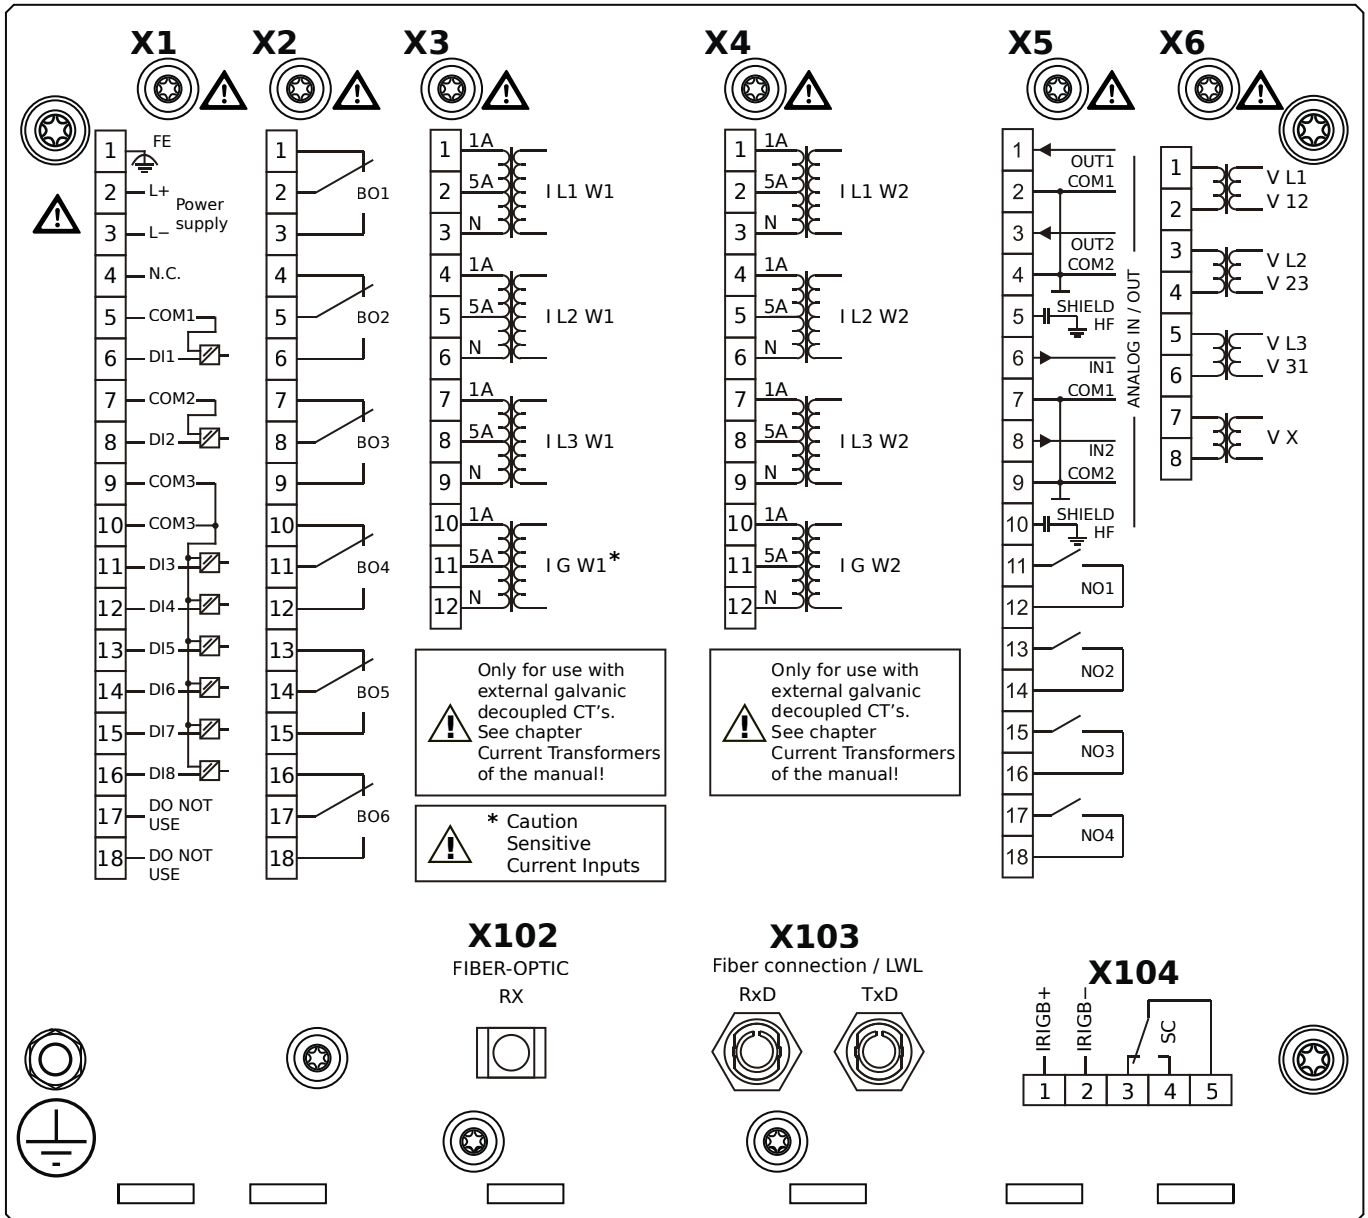 X1
X2
X3
X4
X5
X6
1 FE
2 L+
Power
supply
3 L−
4 N.C.
5 COM1
6 DI1
7 COM2
8 DI2
9 COM3
10 COM3
11 DI3
12 DI4
13 DI5
14 DI6
15 DI7
16 DI8
17 DO NOT
USE
18 DO NOT
USE
1
2 BO1
3
4
5 BO2
6
7
8 BO3
9
10
11 BO4
12
13
14 BO5
15
16
17 BO6
18
1 1A
2 5A I L1 W1
3 N
4 1A
5 5A I L2 W1
6 N
7 1A
8 5A I L3 W1
9 N
10 1A
11 5A I G W1*
12 N
Only for use with
external galvanic
decoupled CT's.
See chapter
Current Transformers
of the manual!
* Caution
Sensitive
Current Inputs
1 1A
2 5A I L1 W2
3 N
4 1A
5 5A I L2 W2
6 N
7 1A
8 5A I L3 W2
9 N
10 1A
11 5A I G W2
12 N
Only for use with
external galvanic
decoupled CT's.
See chapter
Current Transformers
of the manual!
1
OUT1
2 COM1
3
OUT2
4 COM2
5 SHIELD
HF
6
IN1
7 COM1
8
IN2
9 COM2
10 SHIELD
HF
ANALOG IN / OUT
11
NO1
12
13
NO2
14
15
NO3
16
17
NO4
18
1
V L1
2 V 12
3
V L2
4 V 23
5
V L3
6 V 31
7
V X
8
X102
FIBER-OPTIC
RX
X103
Fiber connection / LWL
RxD TxD
X104
IRIGB+
IRIGB−
SC
1 2 3 4 5